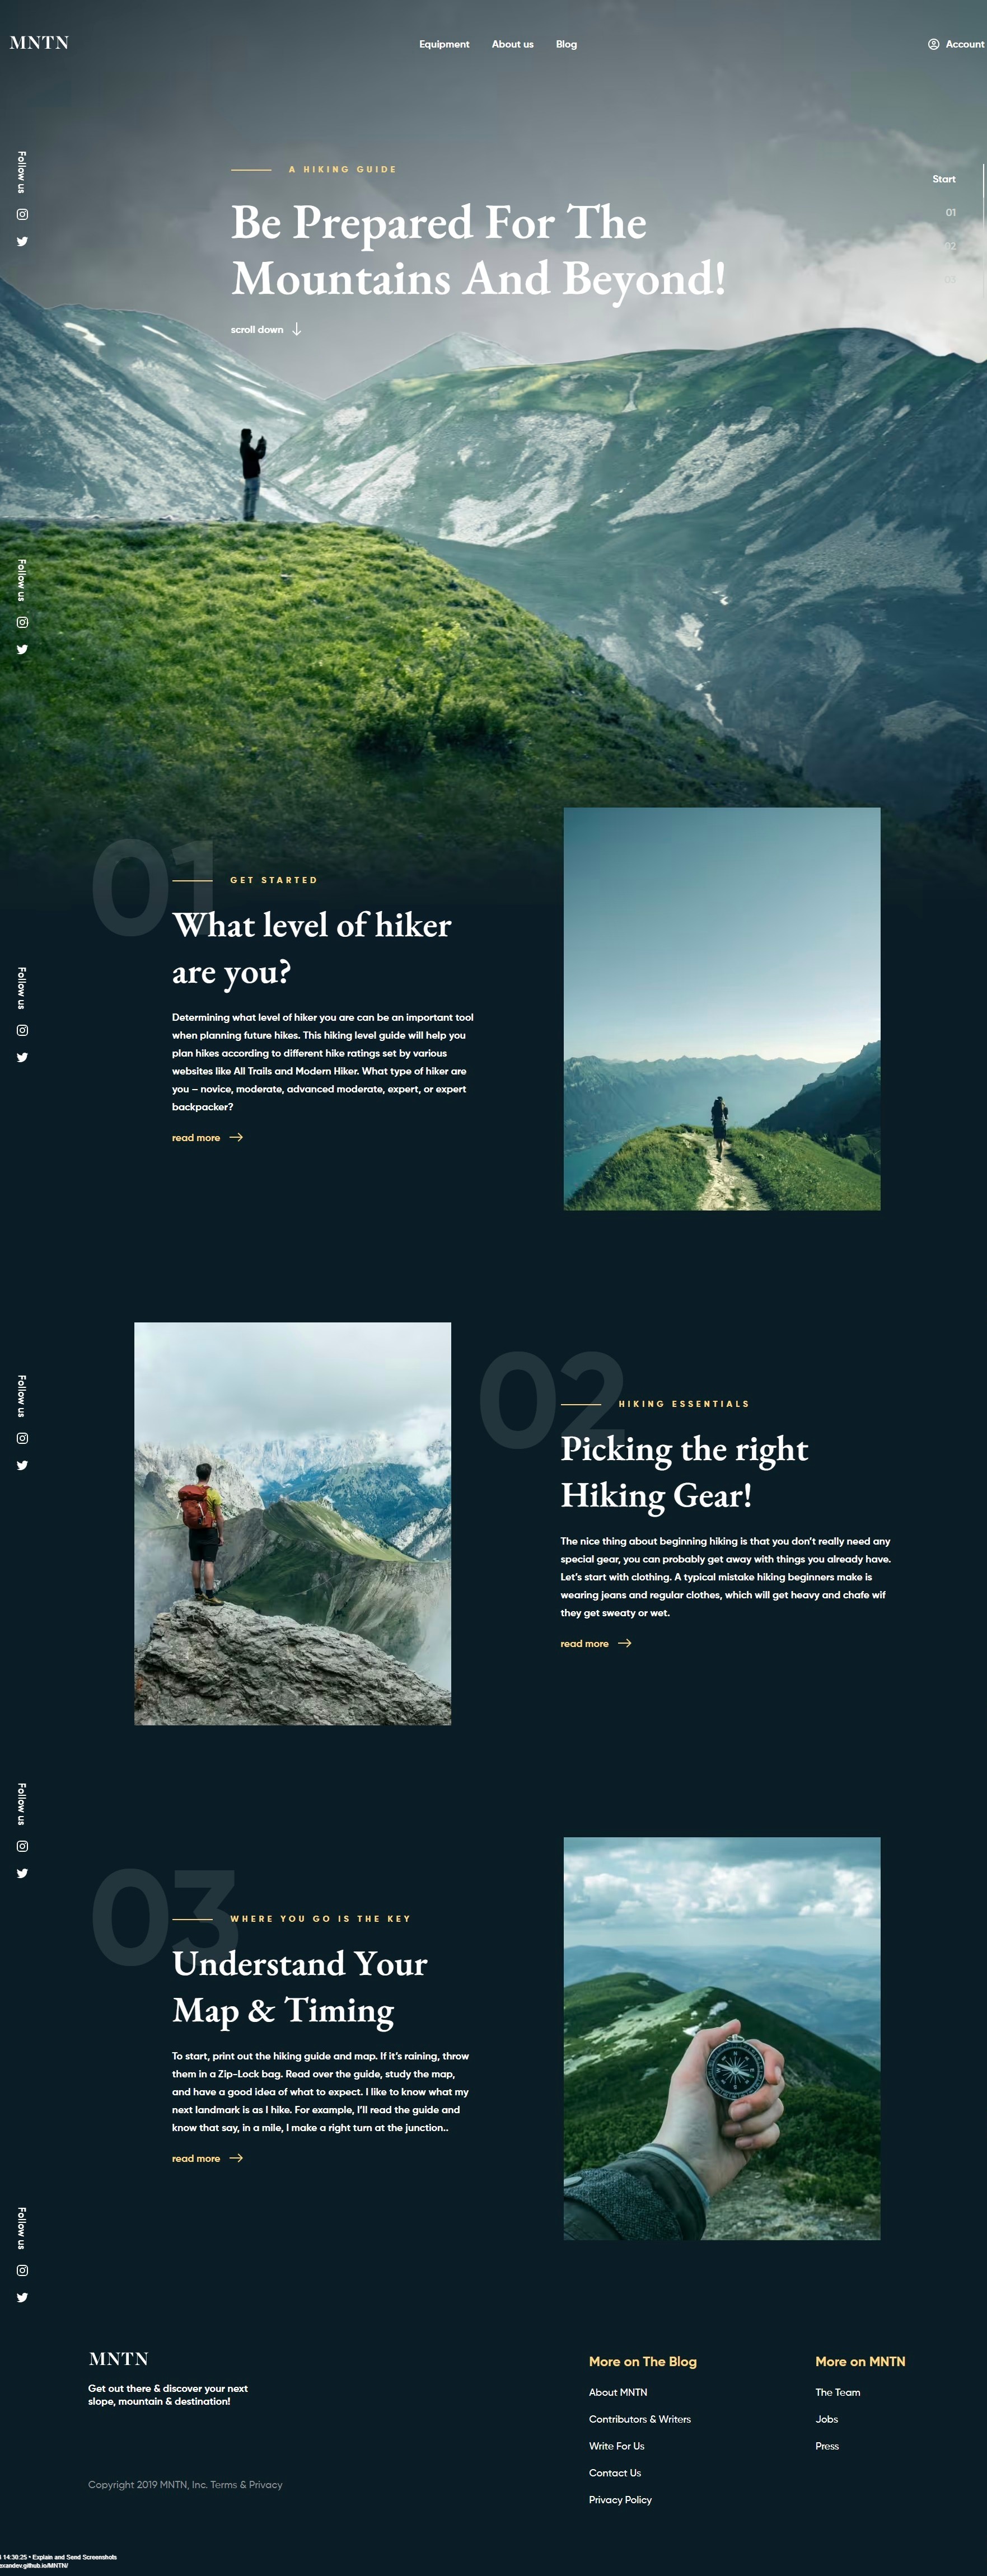 MNTN
Equipment
About us
Blog
Account
Follow us
A HIKING GUIDE
Be Prepared For The
Mountains And Beyond!
scroll down
Start
01
02
03
Follow us
01
GET STARTED
What level of hiker
are you?
Determining what level of hiker you are can be an important tool
when planning future hikes. This hiking level guide will help you
plan hikes according to different hike ratings set by various
websites like All Trails and Modern Hiker. What type of hiker are
you – novice, moderate, advanced moderate, expert, or expert
backpacker?
read more
Follow us
Follow us
02
HIKING ESSENTIALS
Picking the right
Hiking Gear!
The nice thing about beginning hiking is that you don't really need any
special gear, you can probably get away with things you already have.
Let's start with clothing. A typical mistake hiking beginners make is
wearing jeans and regular clothes, which will get heavy and chafe wif
they get sweaty or wet.
read more
Follow us
03
WHERE YOU GO IS THE KEY
Understand Your
Map & Timing
To start, print out the hiking guide and map. If it's raining, throw
them in a Zip-Lock bag. Read over the guide, study the map,
and have a good idea of what to expect. I like to know what my
next landmark is as I hike. For example, I'll read the guide and
know that say, in a mile, I make a right turn at the junction..
read more
Follow us
MNTN
Get out there & discover your next
slope, mountain & destination!
Copyright 2019 MNTN, Inc. Terms & Privacy
More on The Blog
About MNTN
Contributors & Writers
Write For Us
Contact Us
Privacy Policy
More on MNTN
The Team
Jobs
Press
14:30:25 • Explain and Send Screenshots
exandev.github.io/MNTN/